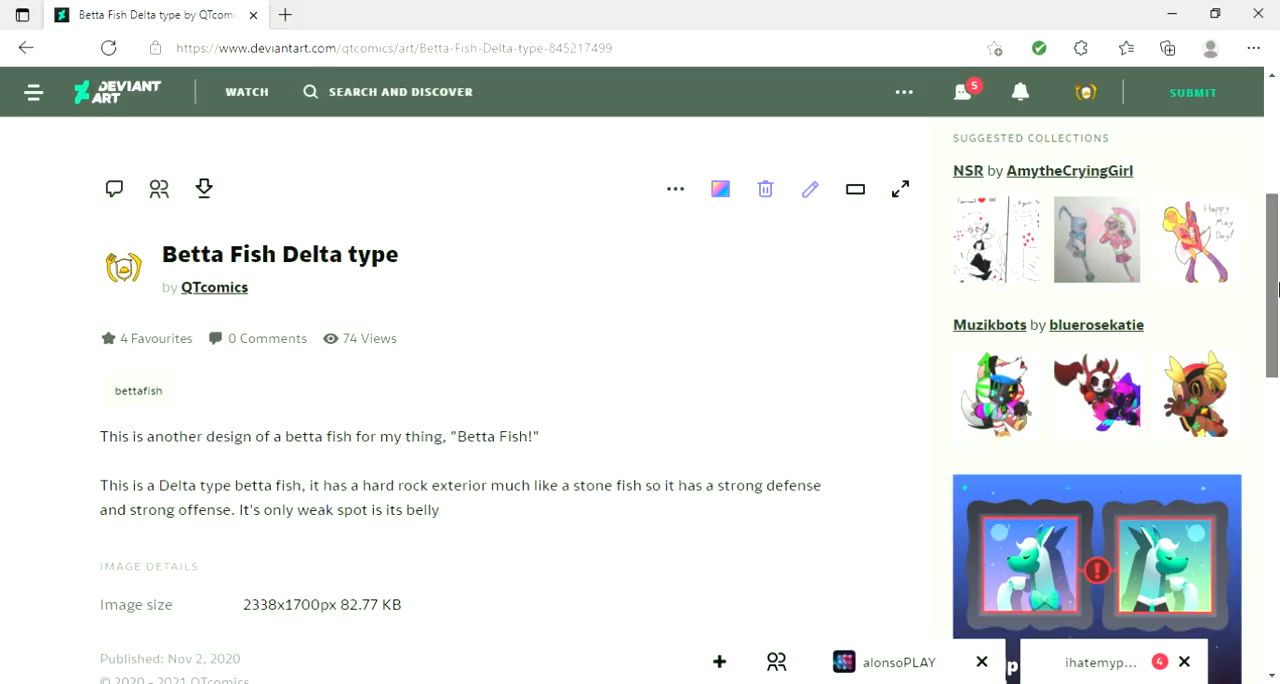 Betta Fish Delta type by QTcom
https://www.deviantart.com/qtcomics/art/Betta-Fish-Delta-type-845217499
DEVIANT
ART
WATCH
SEARCH AND DISCOVER
5
SUBMIT
Betta Fish Delta type
by QTcomics
4 Favourites
0 Comments
74 Views
bettafish
This is another design of a betta fish for my thing, "Betta Fish!"
This is a Delta type betta fish, it has a hard rock exterior much like a stone fish so it has a strong defense
and strong offense. It's only weak spot is its belly
IMAGE DETAILS
Image size 2338x1700px 82.77 KB
Published: Nov 2, 2020
© 2020 - 2021 QTcomics
SUGGESTED COLLECTIONS
NSR by AmytheCryingGirl
Happy
May
Day!
Muzikbots by bluerosekatie
!
p
alonsoPLAY
ihatemyp...
4